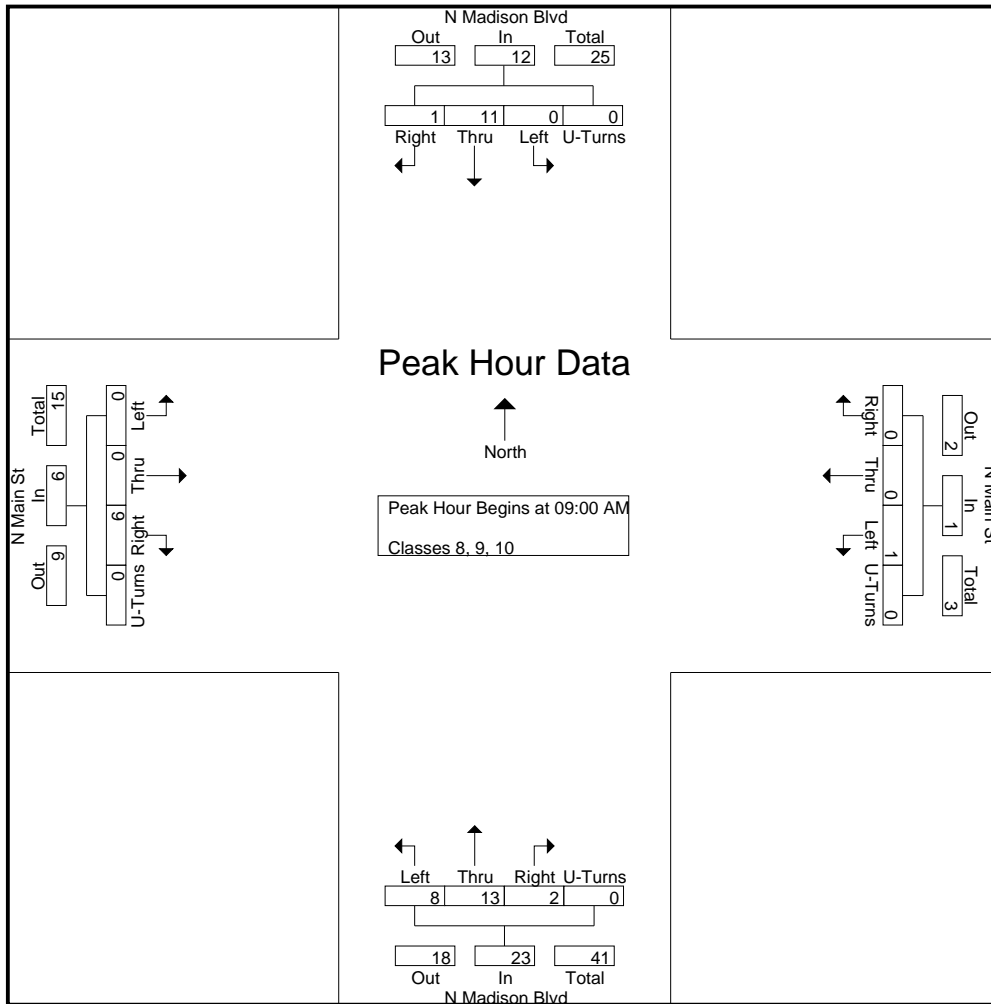 N Madison Blvd
Out In Total
13 12 25
1 11 0 0
Right Thru Left U-Turns
Peak Hour Data
North
Peak Hour Begins at 09:00 AM
Classes 8, 9, 10
N Main St
Total In Out
15 6 9
0 0 6 0
Left Thru Right U-Turns
Right Thru Left U-Turns
0 0 1 0
Out In Total
2 1 3
N Main St
Left Thru Right U-Turns
8 13 2 0
18 23 41
Out In Total
N Madison Blvd